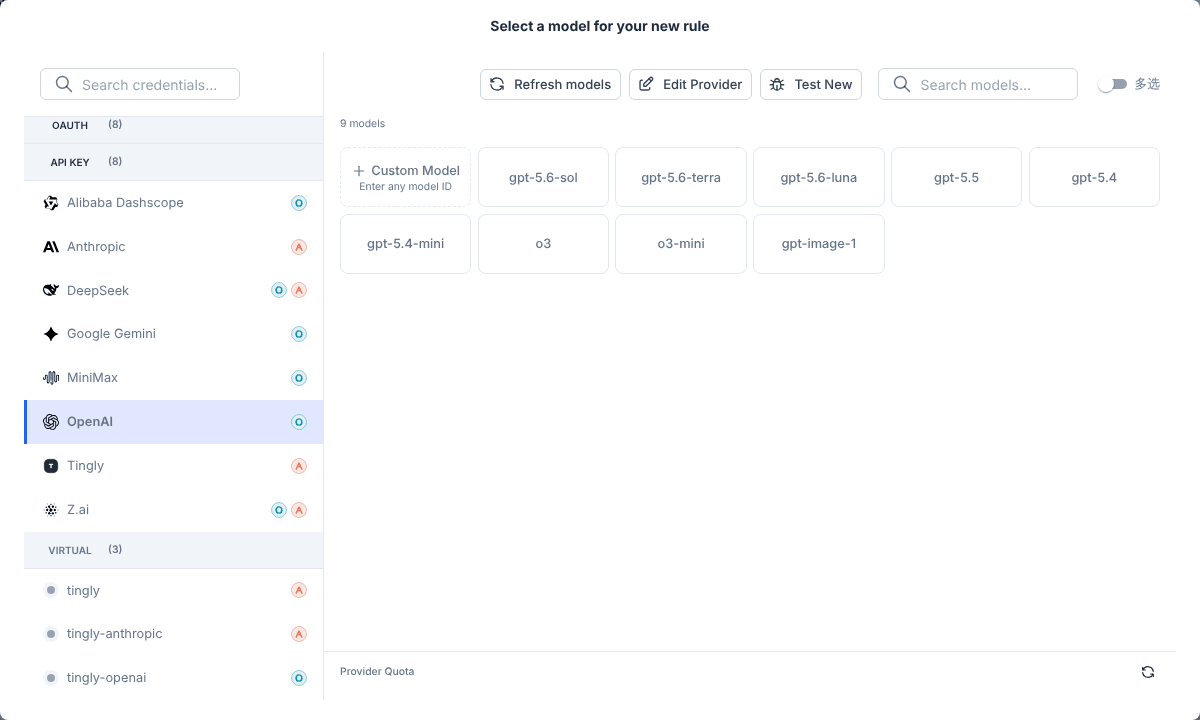 Select a model for your new rule
Search credentials...
OAUTH (8)
API KEY (8)
Alibaba Dashscope O
Anthropic A
DeepSeek O A
Google Gemini O
MiniMax O
OpenAI O
Tingly A
Z.ai O A
VIRTUAL (3)
tingly A
tingly-anthropic A
tingly-openai O
Refresh models
Edit Provider
Test New
Search models...
多选
9 models
Custom Model
Enter any model ID
gpt-5.6-sol
gpt-5.6-terra
gpt-5.6-luna
gpt-5.5
gpt-5.4
gpt-5.4-mini
o3
o3-mini
gpt-image-1
Provider Quota